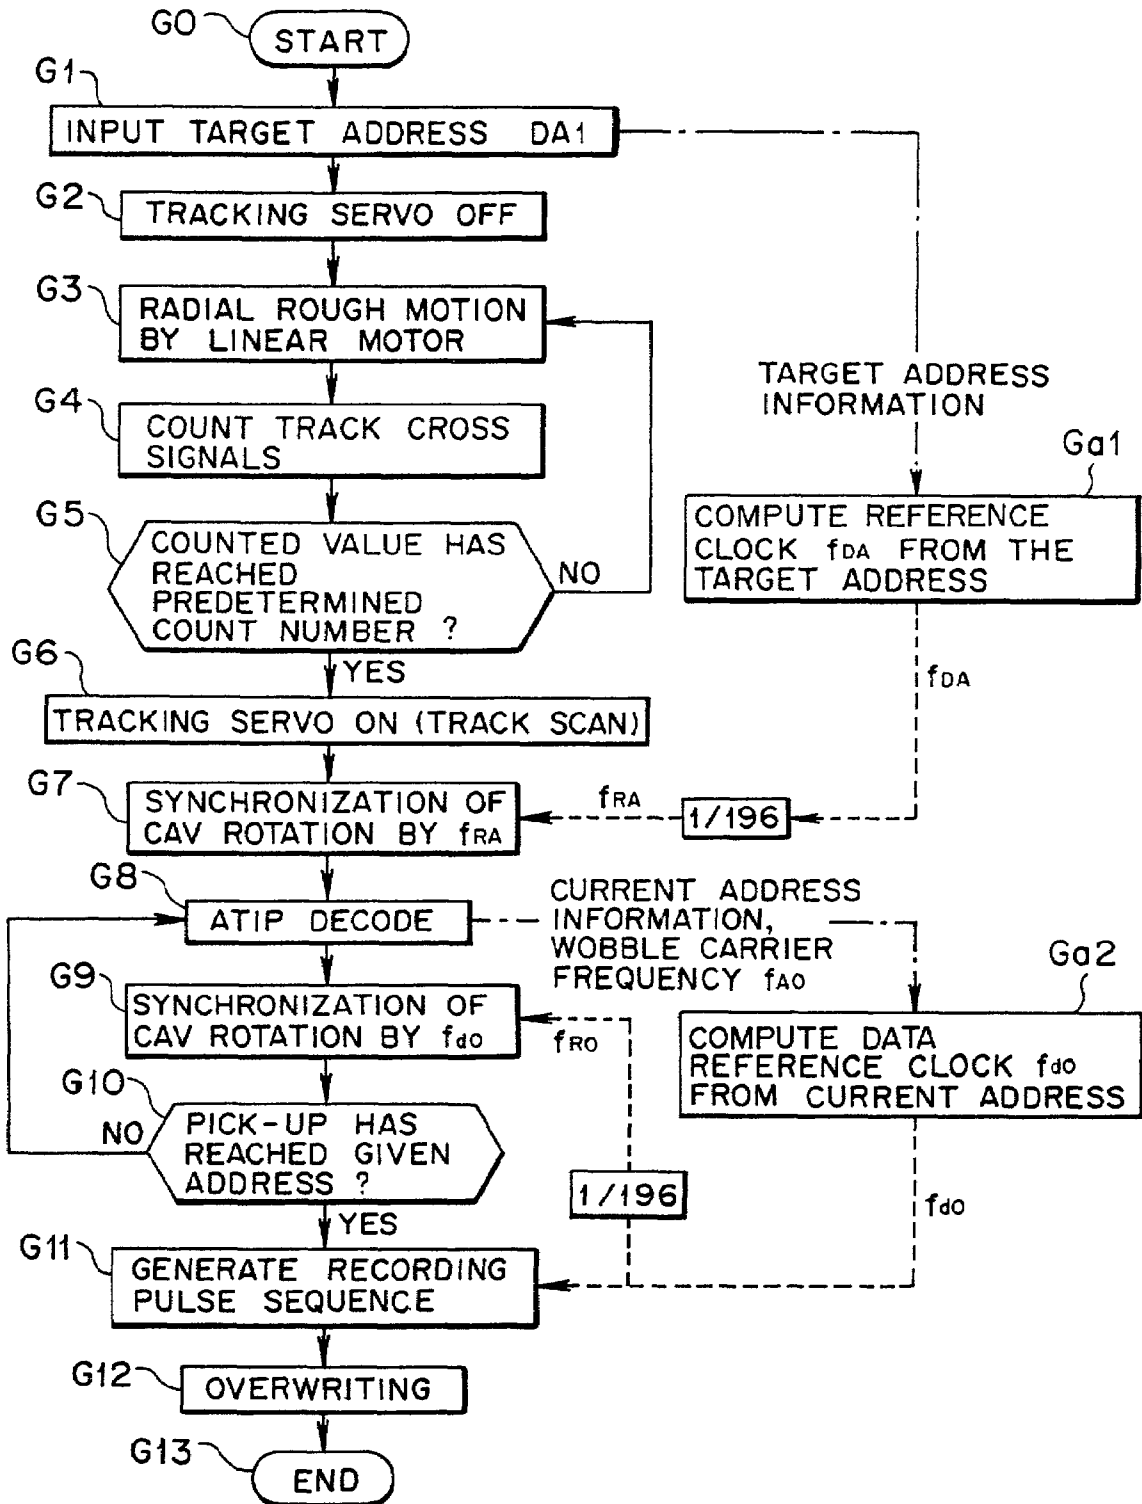 G0
START
G1
INPUT TARGET ADDRESS DA1
G2
TRACKING SERVO OFF
G3
RADIAL ROUGH MOTION
BY LINEAR MOTOR
TARGET ADDRESS
INFORMATION
G4
COUNT TRACK CROSS
SIGNALS
Ga1
COMPUTE REFERENCE
CLOCK fDA FROM THE
TARGET ADDRESS
G5
COUNTED VALUE HAS
REACHED
PREDETERMINED
COUNT NUMBER ?
NO
YES
fDA
G6
TRACKING SERVO ON (TRACK SCAN)
G7
SYNCHRONIZATION OF
CAV ROTATION BY fRA
fRA
1/196
G8
ATIP DECODE
CURRENT ADDRESS
INFORMATION,
WOBBLE CARRIER
FREQUENCY fA0
Ga2
COMPUTE DATA
REFERENCE CLOCK fd0
FROM CURRENT ADDRESS
G9
SYNCHRONIZATION OF
CAV ROTATION BY fd0
fR0
G10
PICK-UP HAS
REACHED GIVEN
ADDRESS ?
NO
YES
1/196
fd0
G11
GENERATE RECORDING
PULSE SEQUENCE
G12
OVERWRITING
G13
END